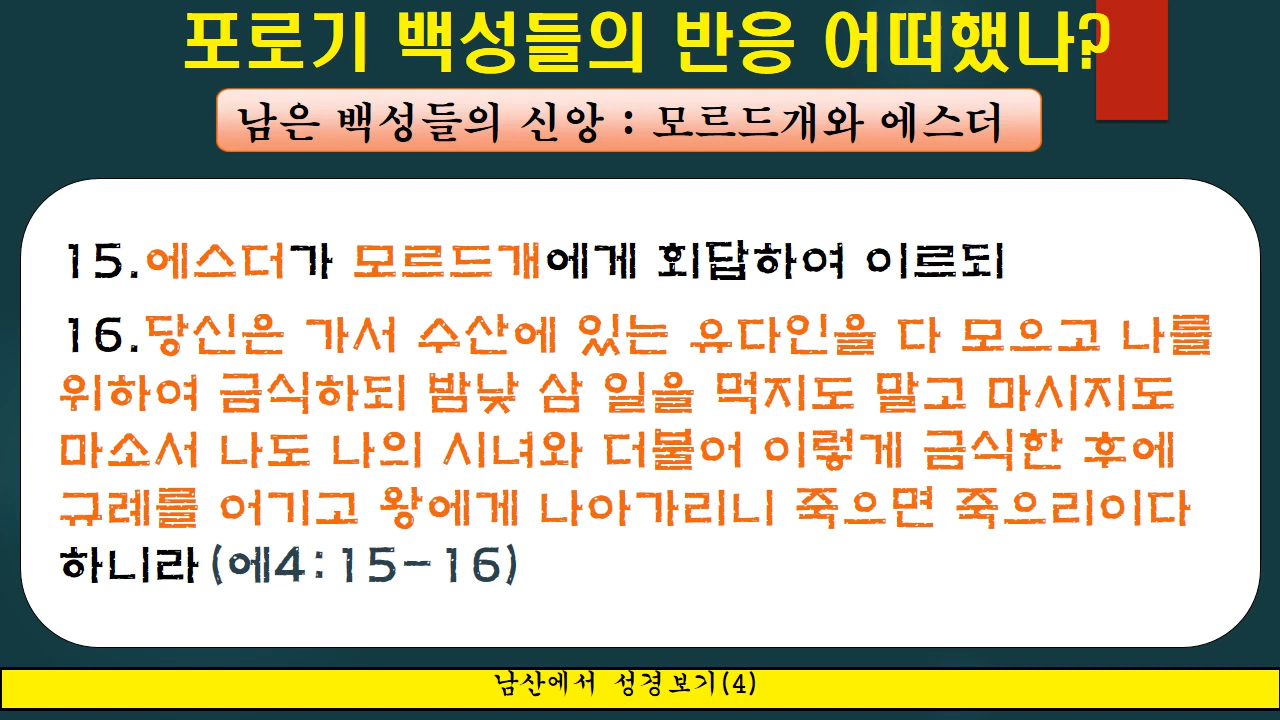 포로기 백성들의 반응 어떠했나?
남은 백성들의 신앙 : 모르드개와 에스더
15.에스더가 모르드개에게 회답하여 이르되
16.당신은 가서 수산에 있는 유다인을 다 모으고 나를
위하여 금식하되 밤낮 삼 일을 먹지도 말고 마시지도
마소서 나도 나의 시녀와 더불어 이렇게 금식한 후에
규례를 어기고 왕에게 나아가리니 죽으면 죽으리이다
하니라(에4:15-16)
남산에서 성경보기(4)